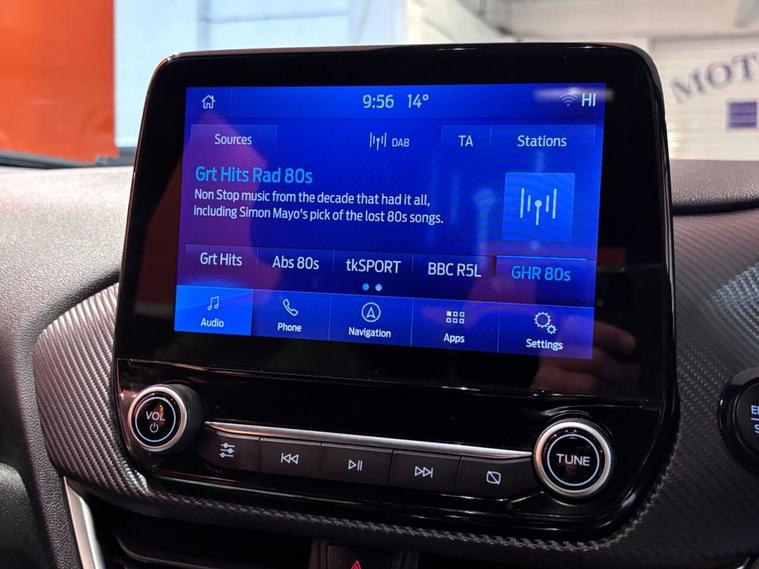 9:56 14° HI
Sources DAB TA Stations
Grt Hits Rad 80s
Non Stop music from the decade that had it all,
including Simon Mayo's pick of the lost 80s songs.
Grt Hits Abs 80s tkSPORT BBC R5L GHR 80s
Audio Phone Navigation Apps Settings
VOL
TUNE
MOT